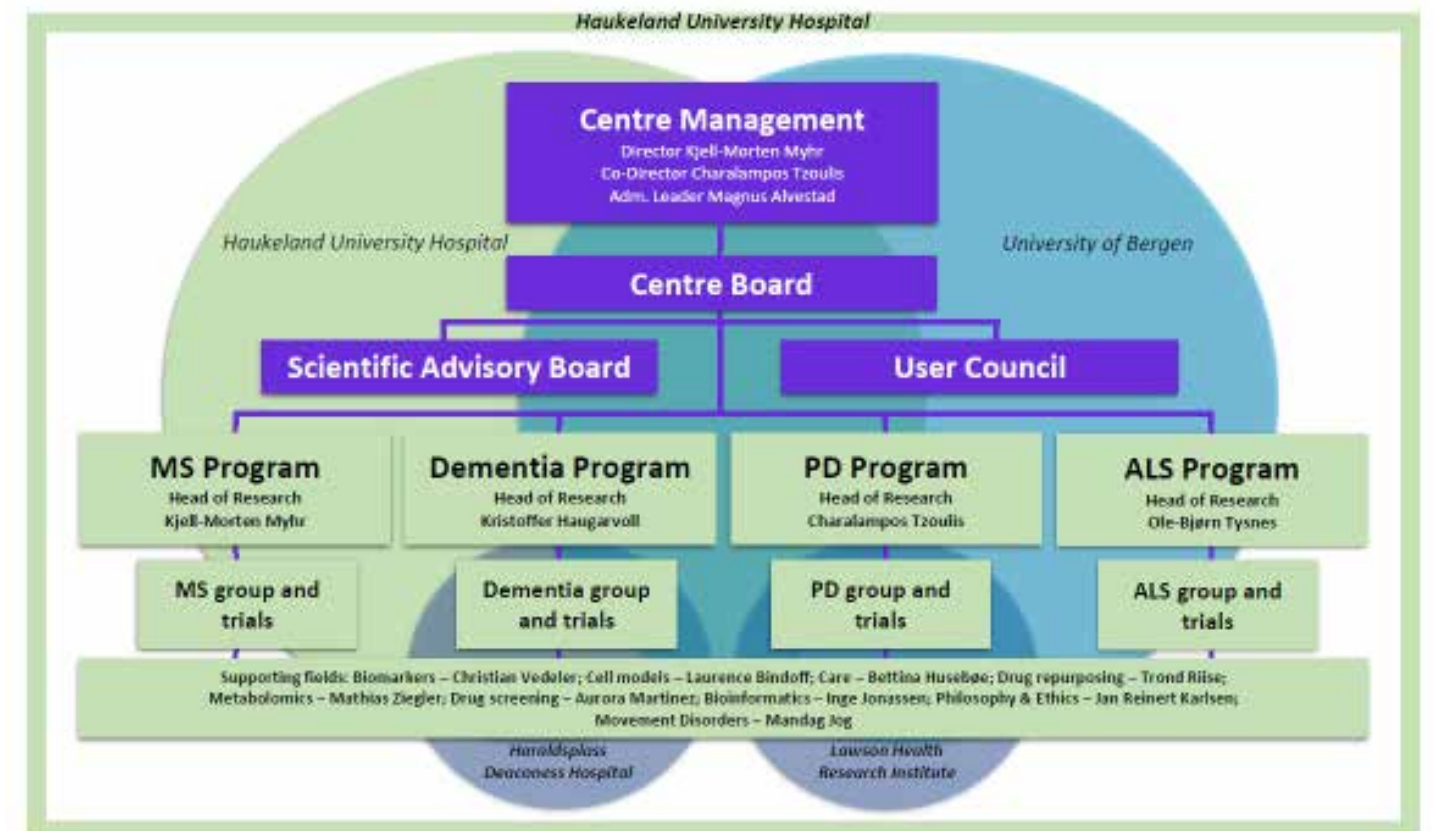 Haukeland University Hospital
Centre Management
Director Kjell-Morten Myhr
Co-Director Charalampos Tzoulis
Adm. Leader Magnus Alvestad
Haukeland University Hospital
University of Bergen
Centre Board
Scientific Advisory Board
User Council
MS Program
Head of Research
Kjell-Morten Myhr
Dementia Program
Head of Research
Kristoffer Haugarvoll
PD Program
Head of Research
Charalampos Tzoulis
ALS Program
Head of Research
Ole-Bjørn Tysnes
MS group and
trials
Dementia group
and trials
PD group and
trials
ALS group and
trials
Supporting fields: Biomarkers – Christian Vedeler; Cell models – Laurence Bindoff; Care – Bettina Husebøe; Drug repurposing – Trond Riise;
Metabolomics – Mathias Ziegler; Drug screening – Aurora Martinez; Bioinformatics – Inge Jonassen; Philosophy & Ethics – Jan Reinert Karlsen;
Movement Disorders – Mandag Jog
Haraldsplass
Deaconess Hospital
Lawson Health
Research Institute